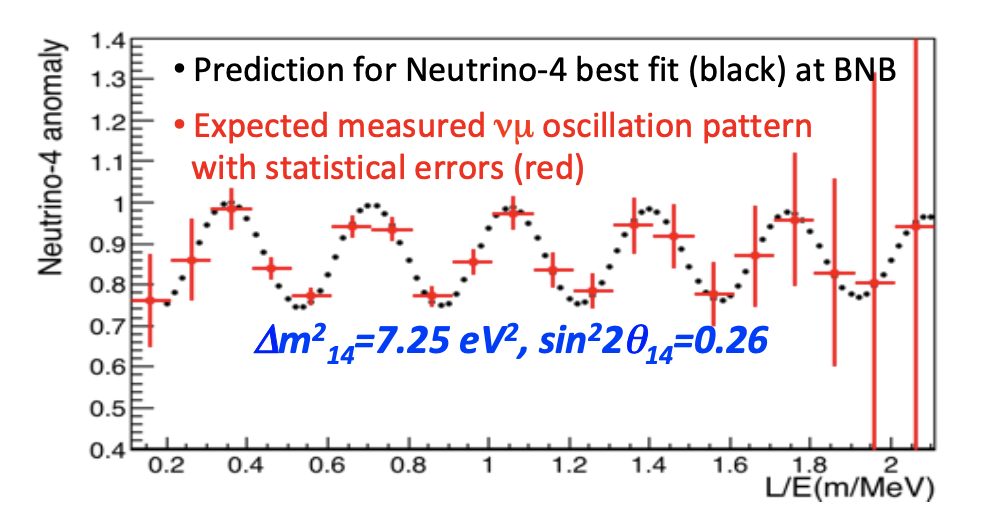 Neutrino-4 anomaly
1.4
1.3
1.2
1.1
1
0.9
0.8
0.7
0.6
0.5
0.4
• Prediction for Neutrino-4 best fit (black) at BNB
• Expected measured νμ oscillation pattern
with statistical errors (red)
Δm²₁₄=7.25 eV², sin²2θ₁₄=0.26
0.2 0.4 0.6 0.8 1 1.2 1.4 1.6 1.8 2
L/E(m/MeV)